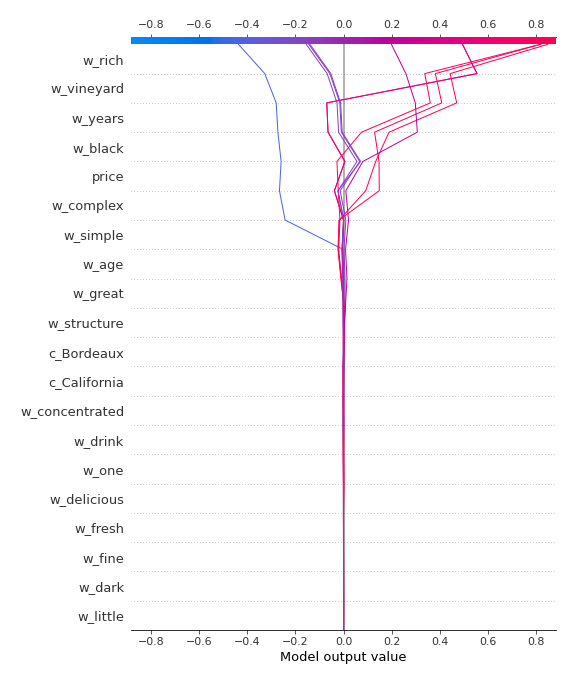 −0.8 −0.6 −0.4 −0.2 0.0 0.2 0.4 0.6 0.8
w_rich
w_vineyard
w_years
w_black
price
w_complex
w_simple
w_age
w_great
w_structure
c_Bordeaux
c_California
w_concentrated
w_drink
w_one
w_delicious
w_fresh
w_fine
w_dark
w_little
−0.8 −0.6 −0.4 −0.2 0.0 0.2 0.4 0.6 0.8
Model output value